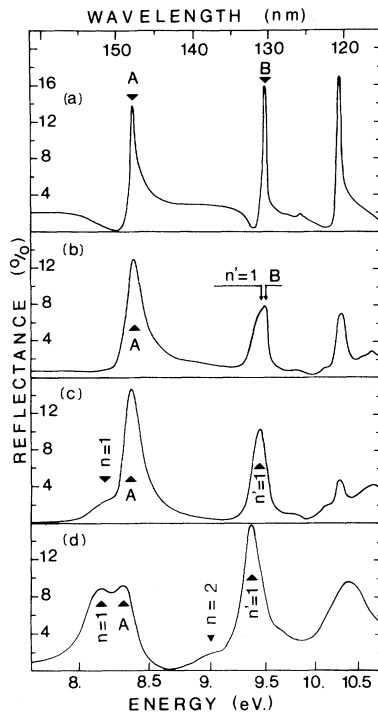 WAVELENGTH (nm)
150 140 130 120
A B
16
(a)
12
8
4
(b)
n'=1 B
12
8
A
4
REFLECTANCE (%)
(c)
12
8
n=1
A
n'=1
4
(d)
12
8
n=1
A
n=2
n'=1
4
8. 8.5 9. 9.5 10. 10.5
ENERGY (eV.)